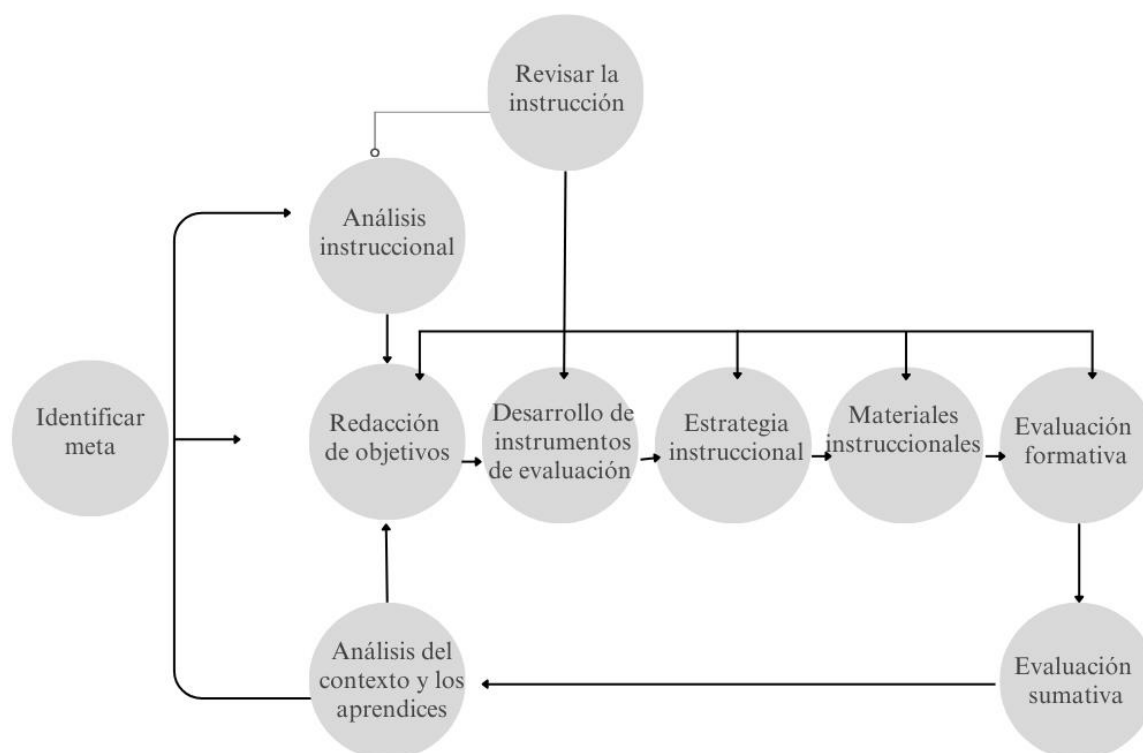 Revisar la
instrucción
Análisis
instruccional
Identificar
meta
Redacción
de objetivos
Desarrollo de
instrumentos
de evaluación
Estrategia
instruccional
Materiales
instruccionales
Evaluación
formativa
Análisis del
contexto y los
aprendices
Evaluación
sumativa